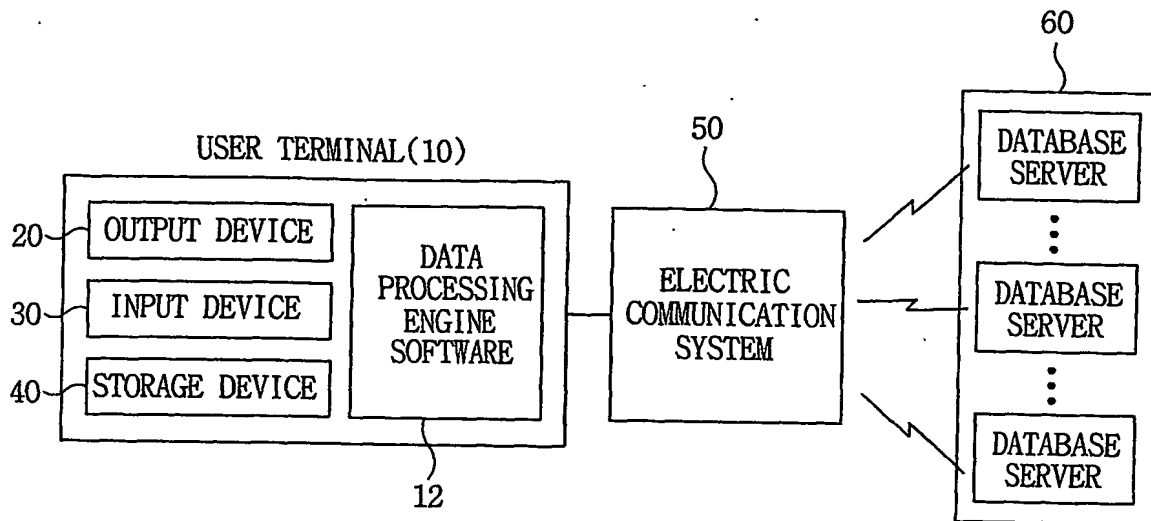 60
50
USER TERMINAL(10)
DATABASE
SERVER
20
OUTPUT DEVICE
30
INPUT DEVICE
40
STORAGE DEVICE
DATA
PROCESSING
ENGINE
SOFTWARE
12
ELECTRIC
COMMUNICATION
SYSTEM
DATABASE
SERVER
DATABASE
SERVER